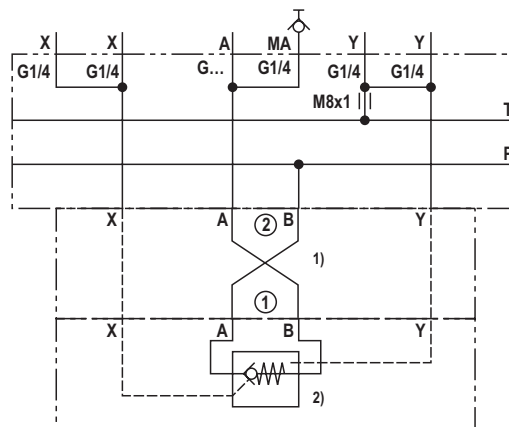 X X A MA Y Y
G1/4 G1/4 G... G1/4 G1/4 G1/4
M8x1
T
P
X A 2 B Y
1)
1
X A B Y
2)